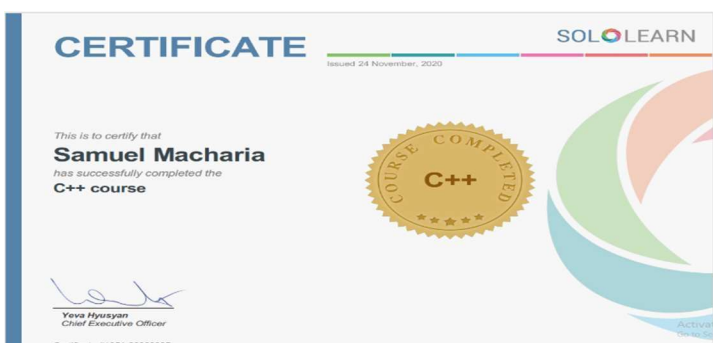 CERTIFICATE
SOLOLEARN
Issued 24 November, 2020
This is to certify that
Samuel Macharia
has successfully completed the
C++ course
COURSE COMPLETED
C++
Yeva Hyusyan
Chief Executive Officer